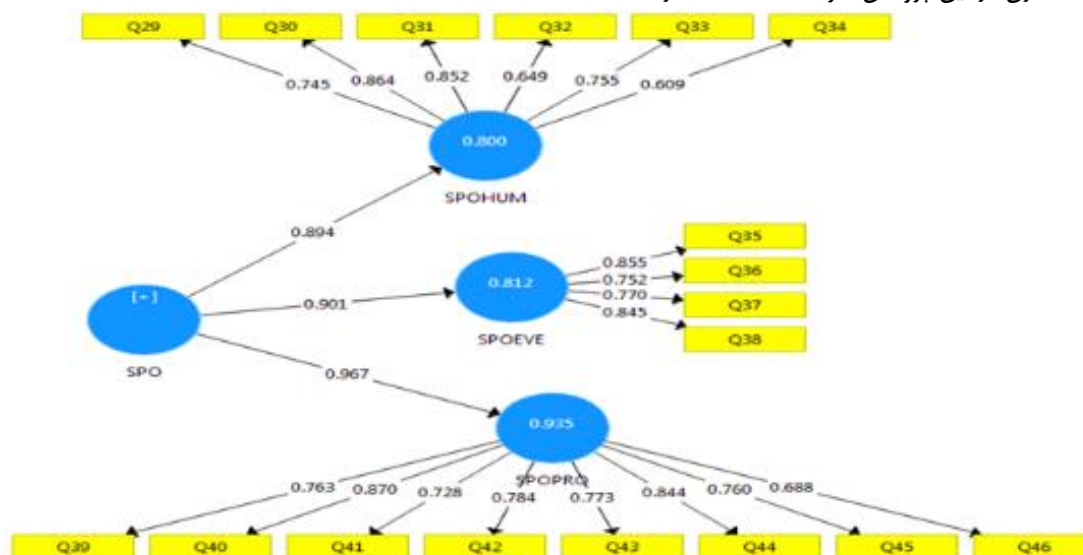 Q29 Q30 Q31 Q32 Q33 Q34
0.745 0.864 0.852 0.649 0.755 0.609
0.800
SPOHUM
0.894
Q35
0.855
Q36
0.752
0.812
0.770
Q37
0.845
Q38
SPOEVE
[+]
0.901
SPO
0.967
0.935
SPOPRO
0.763 0.870 0.728 0.784 0.773 0.844 0.760 0.688
Q39 Q40 Q41 Q42 Q43 Q44 Q45 Q46